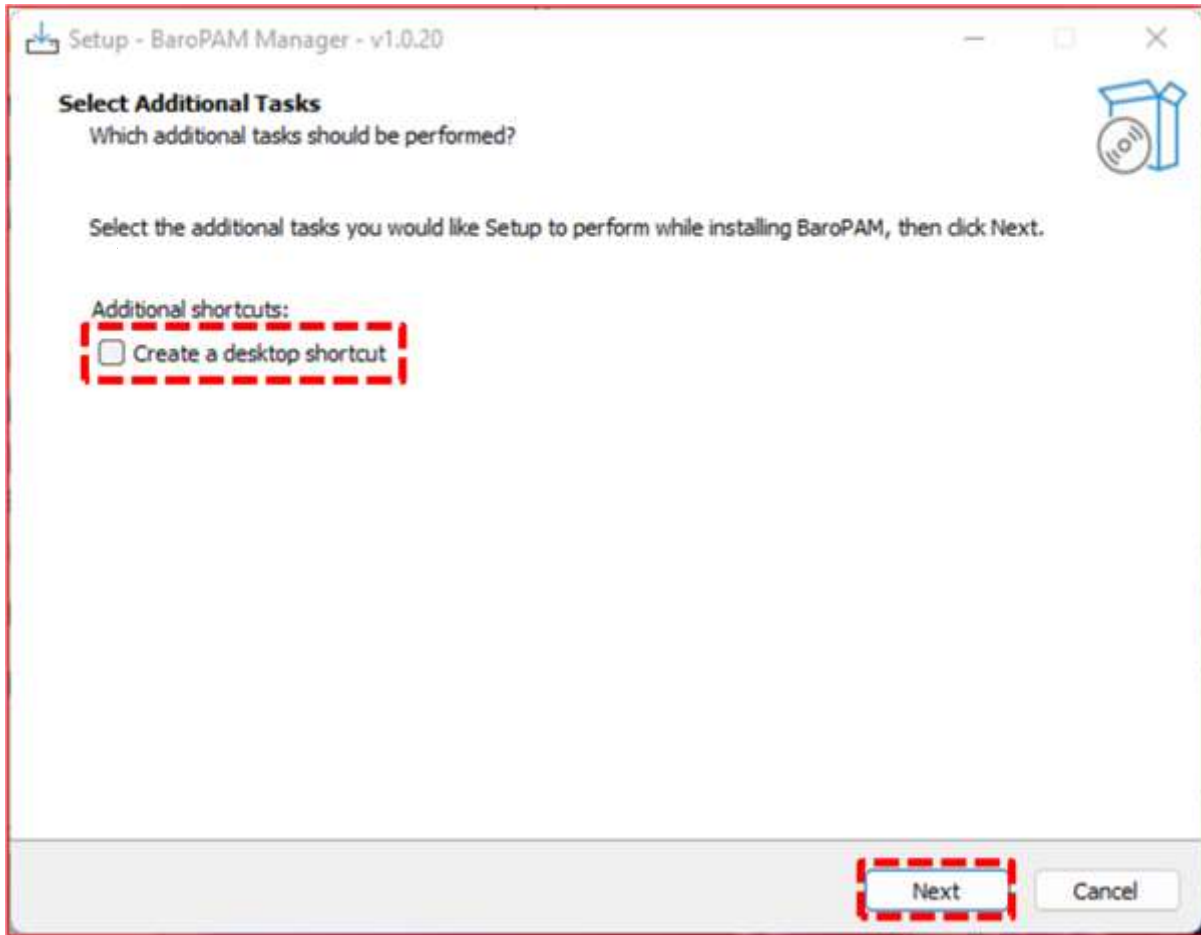 Setup - BaroPAM Manager - v1.0.20
Select Additional Tasks
Which additional tasks should be performed?
Select the additional tasks you would like Setup to perform while installing BaroPAM, then click Next.
Additional shortcuts:
Create a desktop shortcut
Next
Cancel